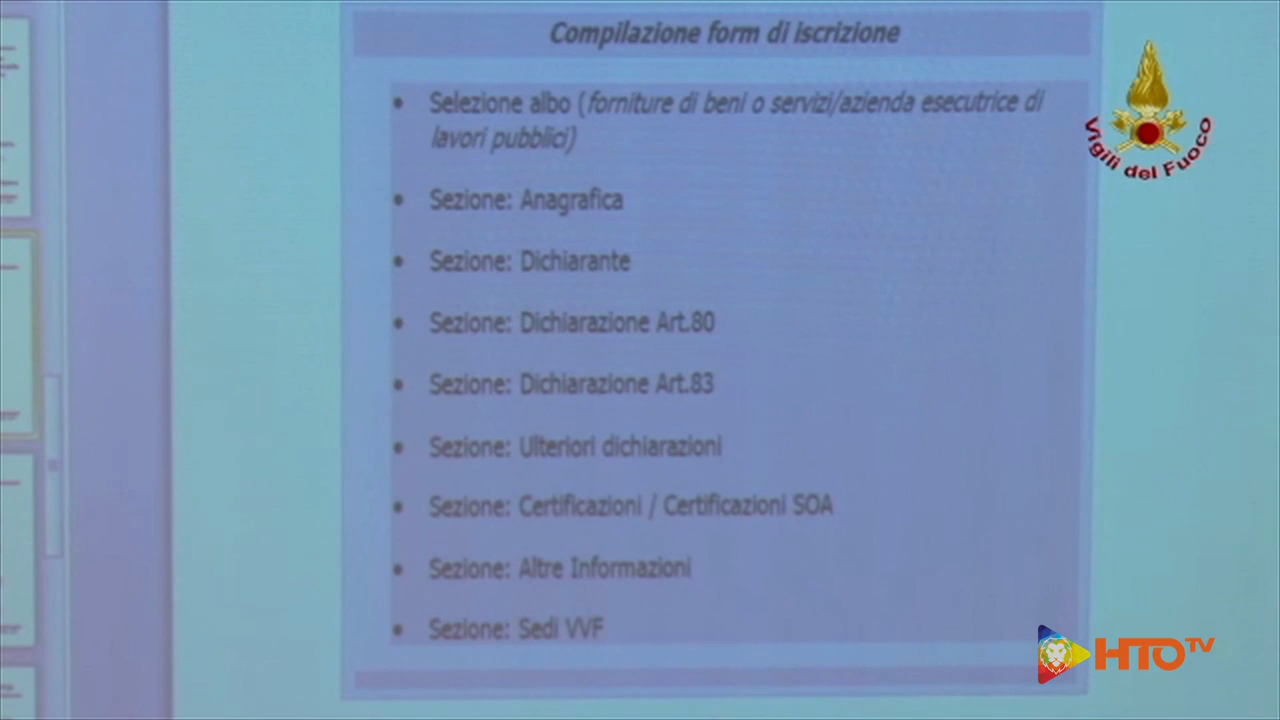 Compilazione form di iscrizione
• Selezione albo (forniture di beni o servizi/azienda esecutrice di
lavori pubblici)
• Sezione: Anagrafica
• Sezione: Dichiarante
• Sezione: Dichiarazione Art.80
• Sezione: Dichiarazione Art.83
• Sezione: Ulteriori dichiarazioni
• Sezione: Certificazioni / Certificazioni SOA
• Sezione: Altre Informazioni
• Sezione: Sedi VVF
Vigili del Fuoco
HTO TV